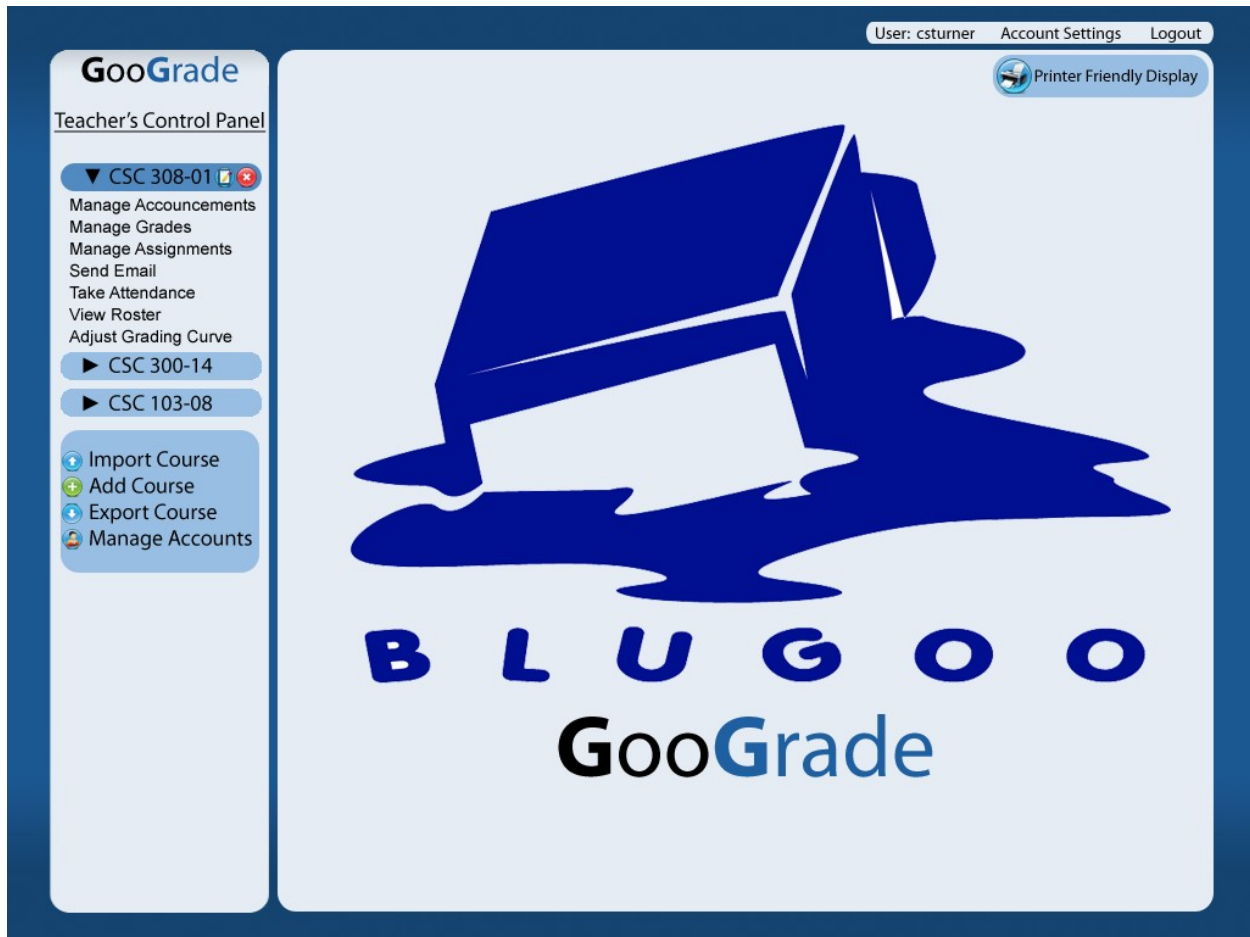 User: csturner Account Settings Logout
GooGrade
Printer Friendly Display
Teacher's Control Panel
▼ CSC 308-01
Manage Accouncements
Manage Grades
Manage Assignments
Send Email
Take Attendance
View Roster
Adjust Grading Curve
► CSC 300-14
► CSC 103-08
Import Course
Add Course
Export Course
Manage Accounts
BLUGOO
GooGrade